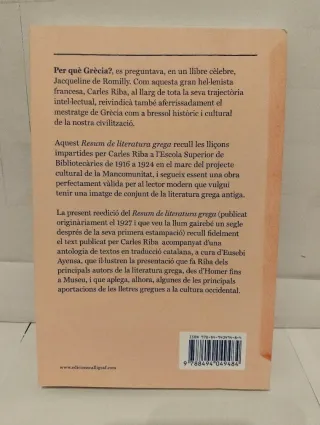 Per què Grècia?, es preguntava, en un llibre cèlebre,
Jacqueline de Romilly. Com aquesta gran hel·lenista
francesa, Carles Riba, al llarg de tota la seva trajectòria
intel·lectual, reivindicà també aferrissadament el
mestratge de Grècia com a bressol històric i cultural
de la nostra civilització.
Aquest Resum de literatura grega recull les lliçons
impartides per Carles Riba a l'Escola Superior de
Bibliotecàries de 1916 a 1924 en el marc del projecte
cultural de la Mancomunitat, i segueix essent una obra
perfectament vàlida per al lector modern que vulgui
tenir una imatge de conjunt de la literatura grega antiga.
La present reedició del Resum de literatura grega (publicat
originàriament el 1927 i que veu la llum gairebé un segle
després de la seva primera estampació) recull fidelment
el text publicat per Carles Riba acompanyat d'una
antologia de textos en traducció catalana, a cura d'Eusebi
Ayensa, que il·lustren la presentació que fa Riba dels
principals autors de la literatura grega, des d'Homer fins
a Museu, i que aplega, alhora, algunes de les principals
aportacions de les lletres gregues a la cultura occidental.
ISBN 978-84-940494-8-4
9 788494 049484